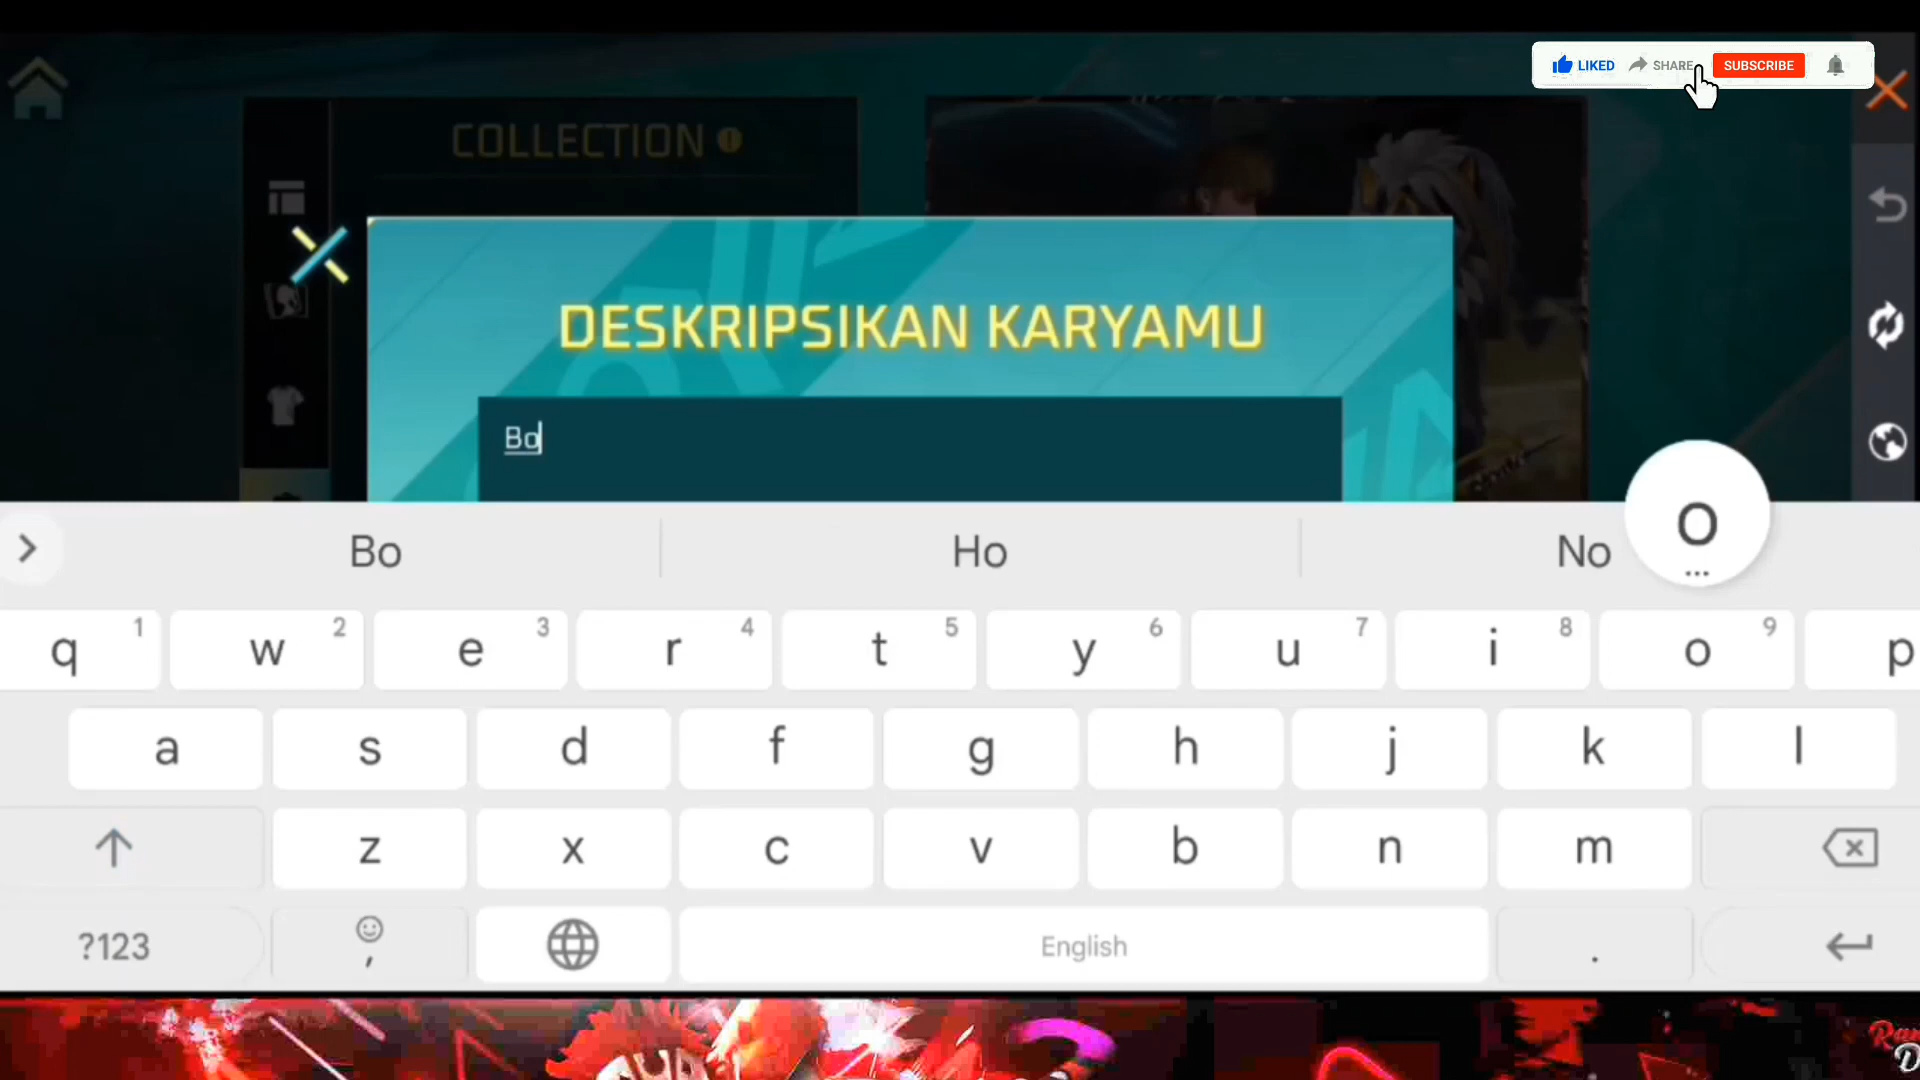 LIKED SHARE SUBSCRIBE
COLLECTION
DESKRIPSIKAN KARYAMU
Bo
Bo Ho No o
q 1 w 2 e 3 r 4 t 5 y 6 u 7 i 8 o 9 p
a s d f g h j k l
z x c v b n m
?123 , English .